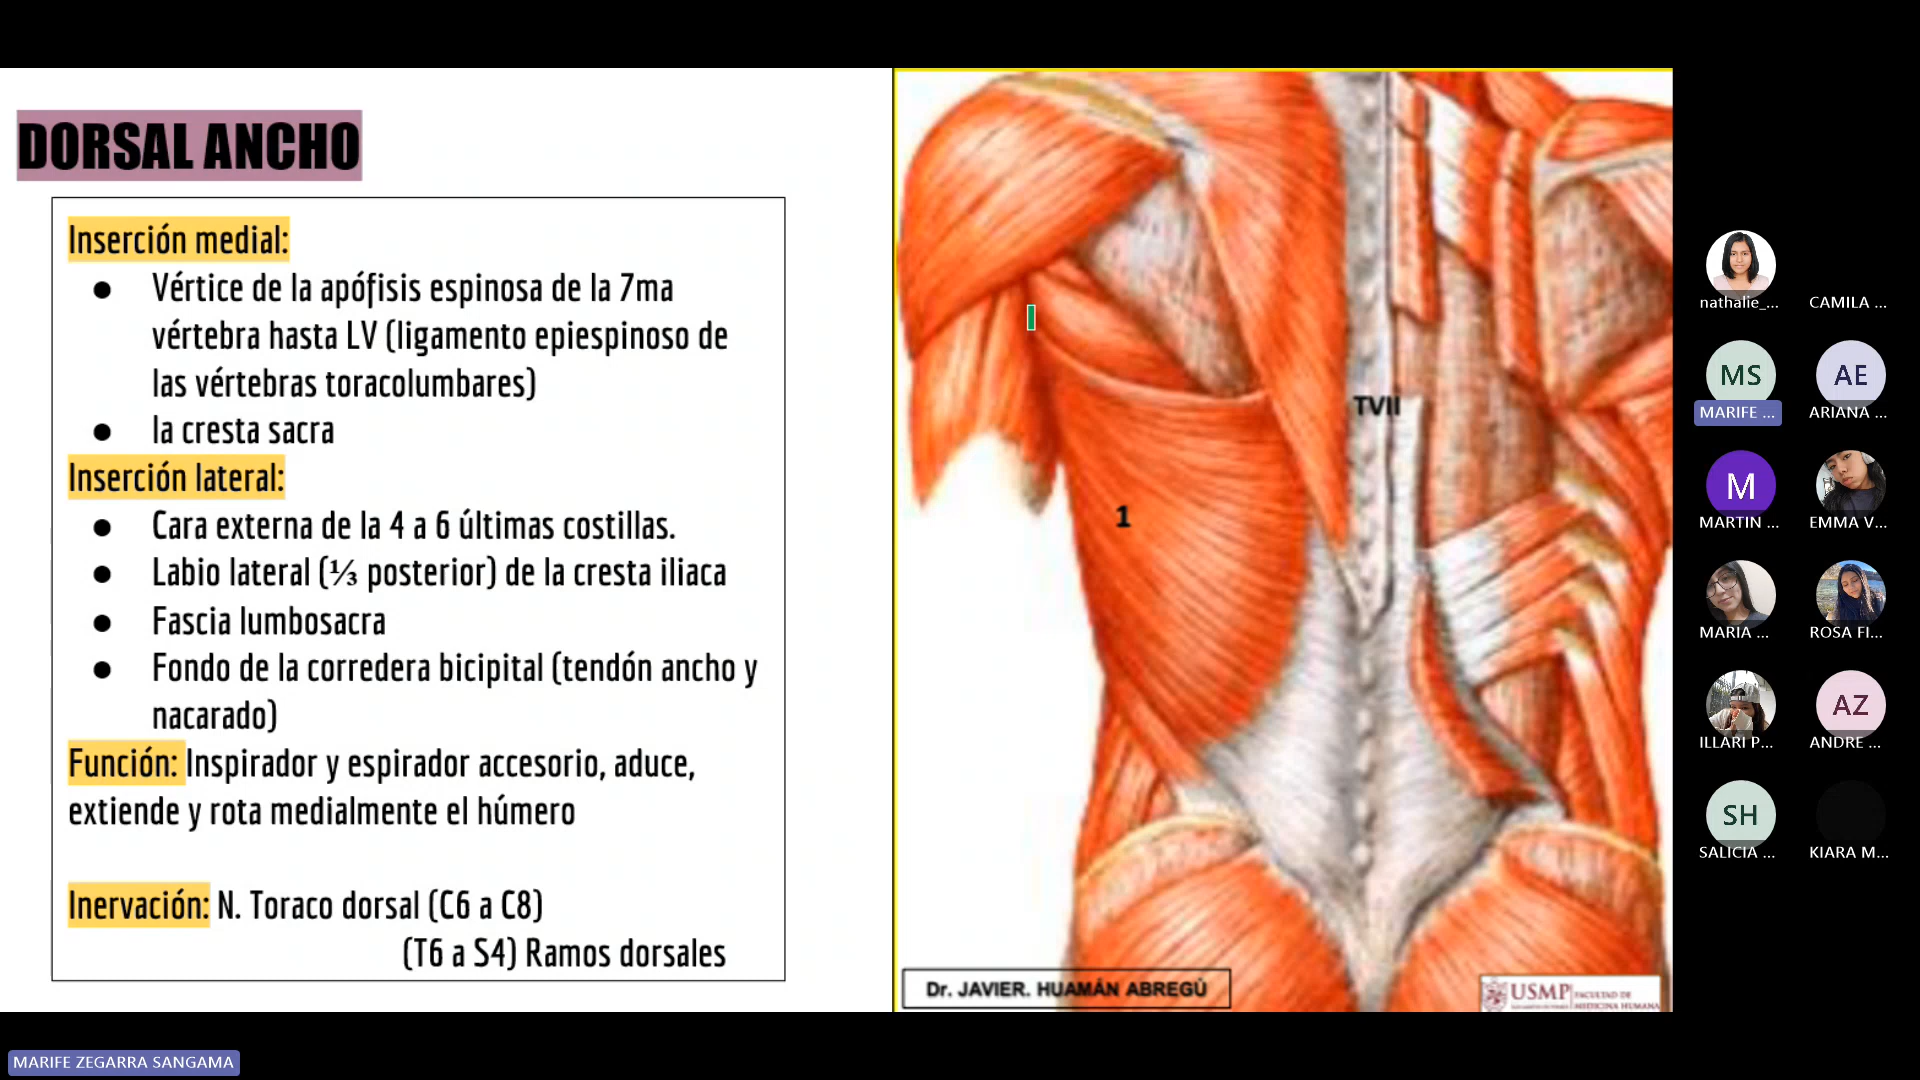 DORSAL ANCHO
Inserción medial:
● Vértice de la apófisis espinosa de la 7ma
vértebra hasta LV (ligamento epiespinoso de
las vértebras toracolumbares)
● la cresta sacra
Inserción lateral:
● Cara externa de la 4 a 6 últimas costillas.
● Labio lateral (⅓ posterior) de la cresta iliaca
● Fascia lumbosacra
● Fondo de la corredera bicipital (tendón ancho y
nacarado)
Función: Inspirador y espirador accesorio, aduce,
extiende y rota medialmente el húmero
Inervación: N. Toraco dorsal (C6 a C8)
(T6 a S4) Ramos dorsales
TVII
1
Dr. JAVIER. HUAMÁN ABREGÚ
USMP FACULTAD DE
MEDICINA HUMANA
nathalie_...
CAMILA ...
MS
AE
MARIFE ...
ARIANA ...
M
MARTIN ...
EMMA V...
MARIA ...
ROSA FI...
ILLARI P...
AZ
ANDRE ...
SH
SALICIA ...
KIARA M...
MARIFE ZEGARRA SANGAMA